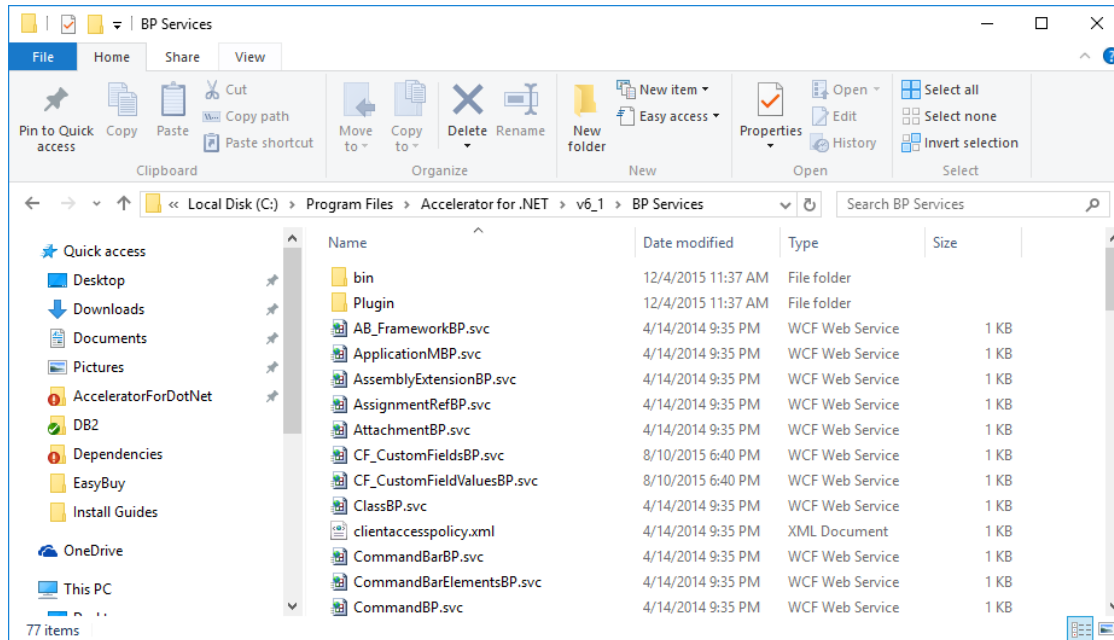 BP Services
File Home Share View
Pin to Quick access
Copy
Paste
Cut
Copy path
Paste shortcut
Clipboard
Move to
Copy to
Delete
Rename
Organize
New folder
New item
Easy access
New
Properties
Open
Edit
History
Open
Select all
Select none
Invert selection
Select
« Local Disk (C:) > Program Files > Accelerator for .NET > v6_1 > BP Services
Search BP Services
Quick access
Desktop
Downloads
Documents
Pictures
AcceleratorForDotNet
DB2
Dependencies
EasyBuy
Install Guides
OneDrive
This PC
Name Date modified Type Size
bin 12/4/2015 11:37 AM File folder
Plugin 12/4/2015 11:37 AM File folder
AB_FrameworkBP.svc 4/14/2014 9:35 PM WCF Web Service 1 KB
ApplicationMBP.svc 4/14/2014 9:35 PM WCF Web Service 1 KB
AssemblyExtensionBP.svc 4/14/2014 9:35 PM WCF Web Service 1 KB
AssignmentRefBP.svc 4/14/2014 9:35 PM WCF Web Service 1 KB
AttachmentBP.svc 4/14/2014 9:35 PM WCF Web Service 1 KB
CF_CustomFieldsBP.svc 8/10/2015 6:40 PM WCF Web Service 1 KB
CF_CustomFieldValuesBP.svc 8/10/2015 6:40 PM WCF Web Service 1 KB
ClassBP.svc 4/14/2014 9:35 PM WCF Web Service 1 KB
clientaccesspolicy.xml 4/14/2014 9:35 PM XML Document 1 KB
CommandBarBP.svc 4/14/2014 9:35 PM WCF Web Service 1 KB
CommandBarElementsBP.svc 4/14/2014 9:35 PM WCF Web Service 1 KB
CommandBP.svc 4/14/2014 9:35 PM WCF Web Service 1 KB
77 items